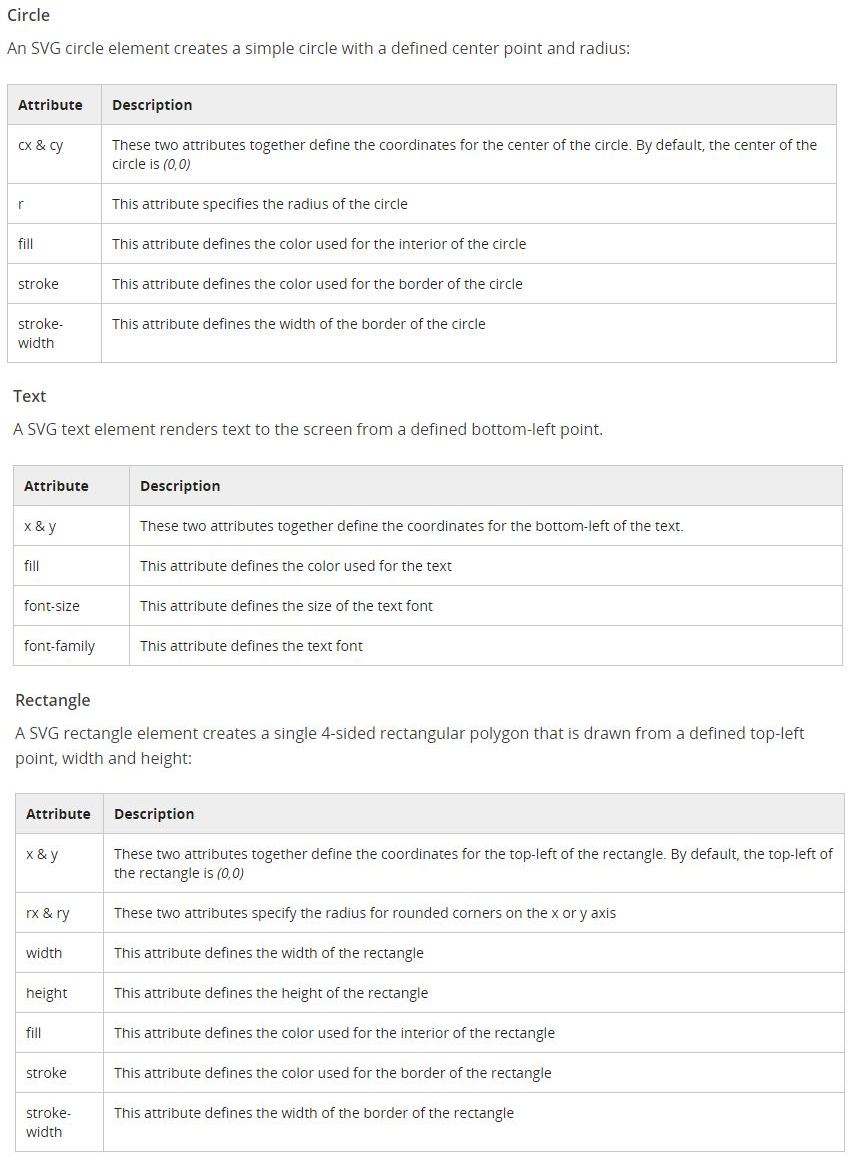 Circle
An SVG circle element creates a simple circle with a defined center point and radius:
Attribute Description
cx & cy These two attributes together define the coordinates for the center of the circle. By default, the center of the
circle is (0,0)
r This attribute specifies the radius of the circle
fill This attribute defines the color used for the interior of the circle
stroke This attribute defines the color used for the border of the circle
stroke- This attribute defines the width of the border of the circle
width
Text
A SVG text element renders text to the screen from a defined bottom-left point.
Attribute Description
x & y These two attributes together define the coordinates for the bottom-left of the text.
fill This attribute defines the color used for the text
font-size This attribute defines the size of the text font
font-family This attribute defines the text font
Rectangle
A SVG rectangle element creates a single 4-sided rectangular polygon that is drawn from a defined top-left
point, width and height:
Attribute Description
x & y These two attributes together define the coordinates for the top-left of the rectangle. By default, the top-left of
the rectangle is (0,0)
rx & ry These two attributes specify the radius for rounded corners on the x or y axis
width This attribute defines the width of the rectangle
height This attribute defines the height of the rectangle
fill This attribute defines the color used for the interior of the rectangle
stroke This attribute defines the color used for the border of the rectangle
stroke- This attribute defines the width of the border of the rectangle
width